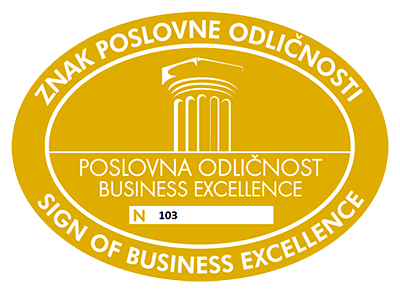 ZNAK POSLOVNE ODLIČNOSTI
POSLOVNA ODLIČNOST
BUSINESS EXCELLENCE
N 103
SIGN OF BUSINESS EXCELLENCE